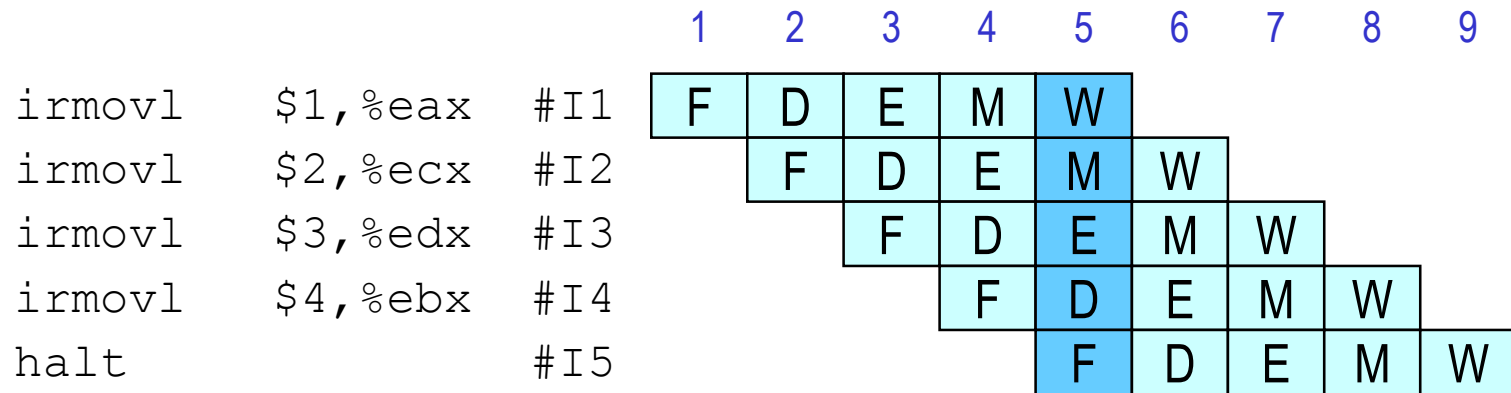 1 2 3 4 5 6 7 8 9
irmovl $1,%eax #I1 F D E M W
irmovl $2,%ecx #I2 F D E M W
irmovl $3,%edx #I3 F D E M W
irmovl $4,%ebx #I4 F D E M W
halt #I5 F D E M W